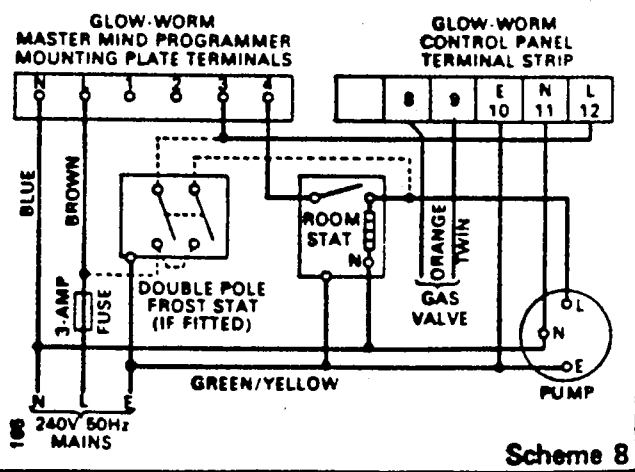 GLOW-WORM
MASTER MIND PROGRAMMER
MOUNTING PLATE TERMINALS
N L 1 2 3 4
GLOW-WORM
CONTROL PANEL
TERMINAL STRIP
8 9 E 10 N 11 L 12
BLUE
BROWN
ROOM
STAT
N
ORANGE
TWIN
GAS
VALVE
3-AMP
FUSE
DOUBLE POLE
FROST STAT
(IF FITTED)
L
N
E
PUMP
GREEN/YELLOW
N L E
240V 50Hz
MAINS
Scheme 8